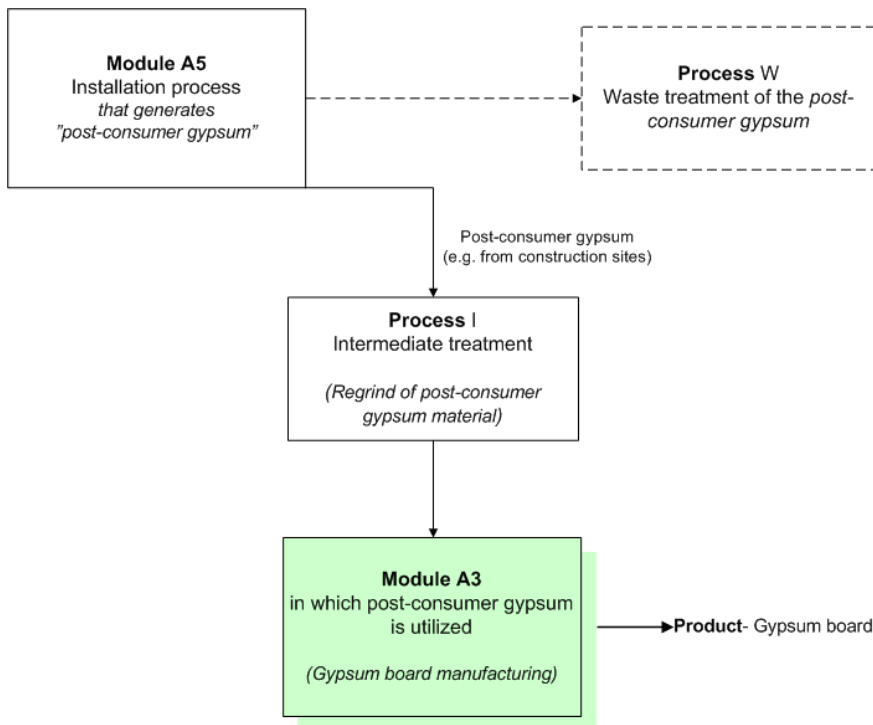 Module A5
Installation process
that generates
"post-consumer gypsum”
Process W
Waste treatment of the post-
consumer gypsum
Post-consumer gypsum
(e.g. from construction sites)
Process I
Intermediate treatment
(Regrind of post-consumer
gypsum material)
Module A3
in which post-consumer gypsum
is utilized
(Gypsum board manufacturing)
Product- Gypsum board